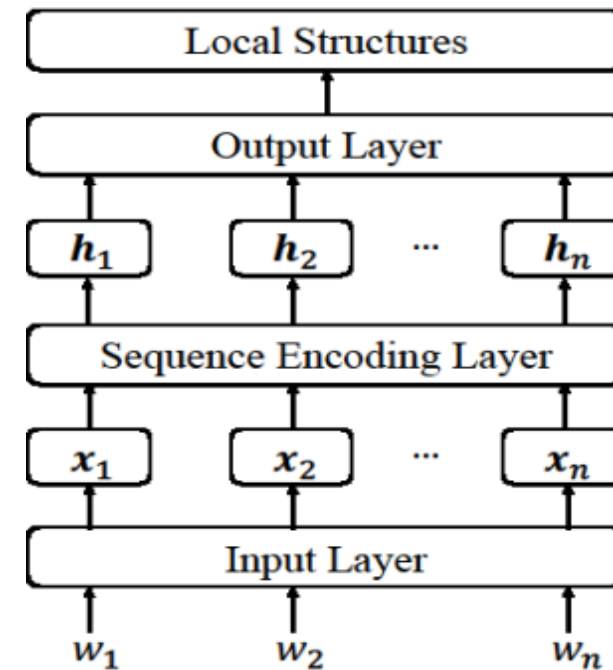 Local Structures
Output Layer
h₁ h₂ ... hₙ
Sequence Encoding Layer
x₁ x₂ ... xₙ
Input Layer
w₁ w₂ wₙ